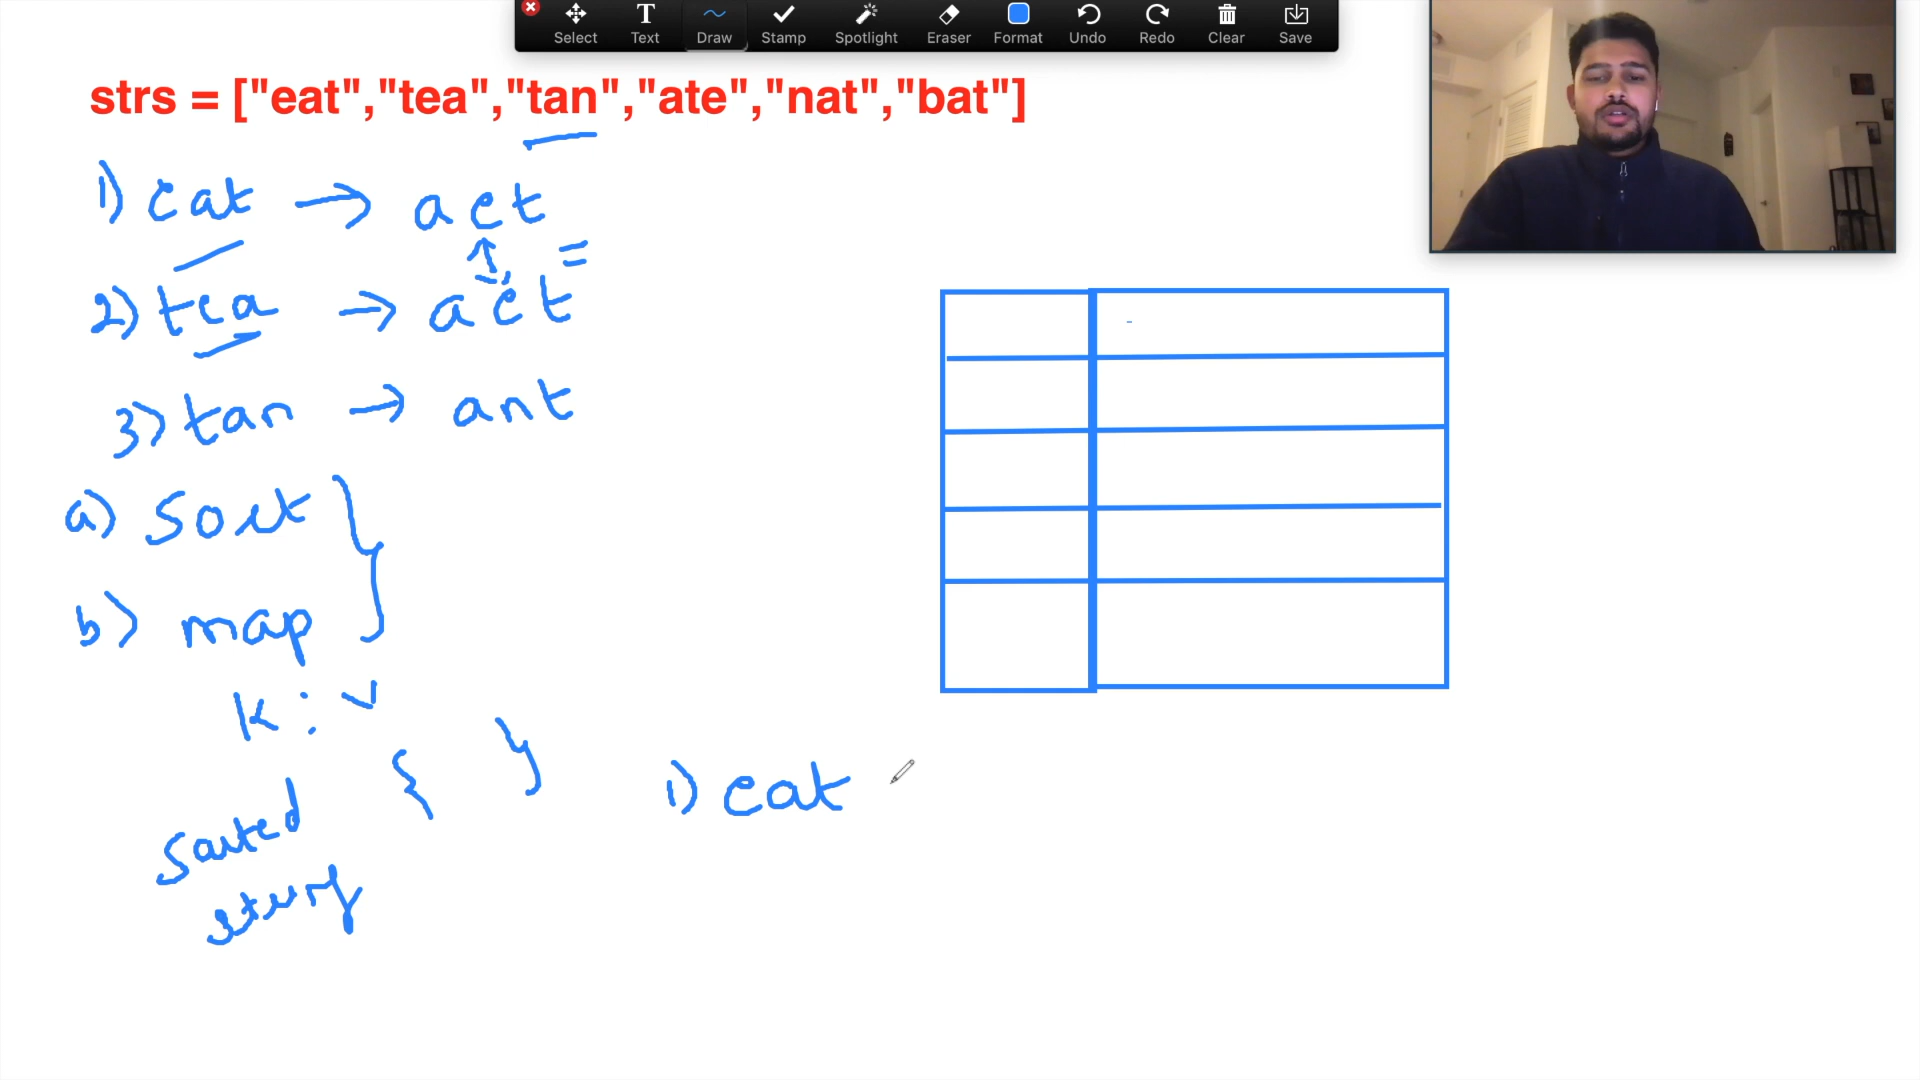 Select Text Draw Stamp Spotlight Eraser Format Undo Redo Clear Save
strs = ["eat","tea","tan","ate","nat","bat"]
1) eat → aet
=
2) tea → aet
3) tan → ant
a) Sort
b) map
k : v
{ }
Sorted
string
1) eat